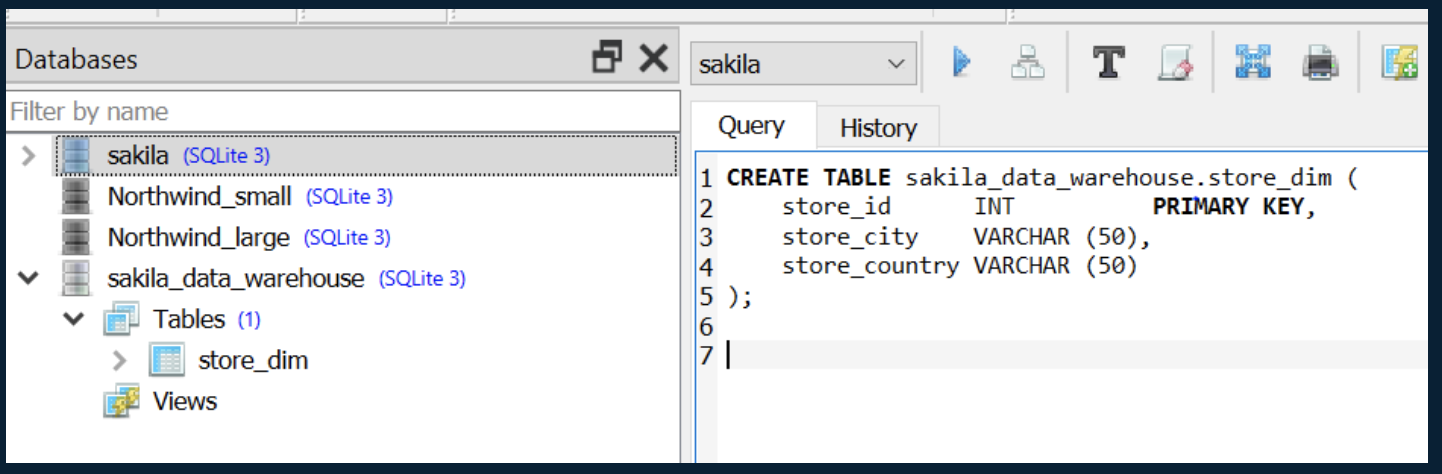 Databases
Filter by name
sakila (SQLite 3)
Northwind_small (SQLite 3)
Northwind_large (SQLite 3)
sakila_data_warehouse (SQLite 3)
Tables (1)
store_dim
Views
sakila
Query History
1 CREATE TABLE sakila_data_warehouse.store_dim (
2 store_id INT PRIMARY KEY,
3 store_city VARCHAR (50),
4 store_country VARCHAR (50)
5 );
6
7